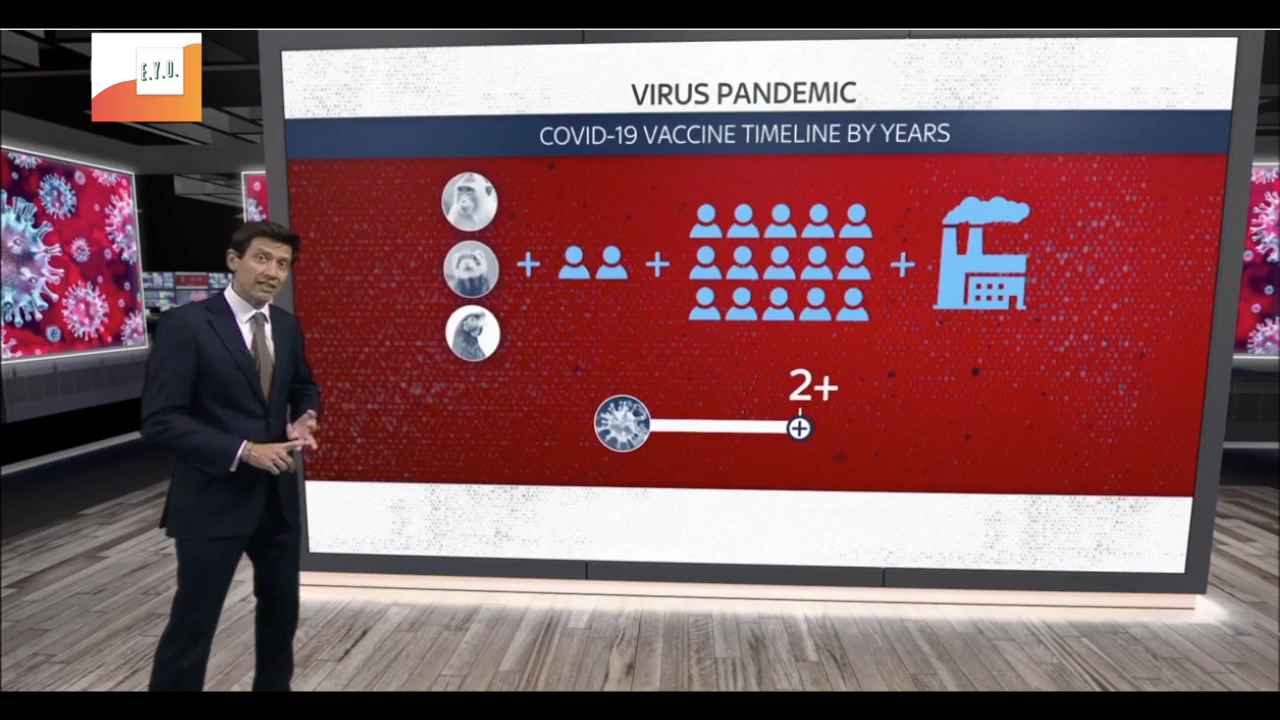 E.Y.D.
VIRUS PANDEMIC
COVID-19 VACCINE TIMELINE BY YEARS
2+